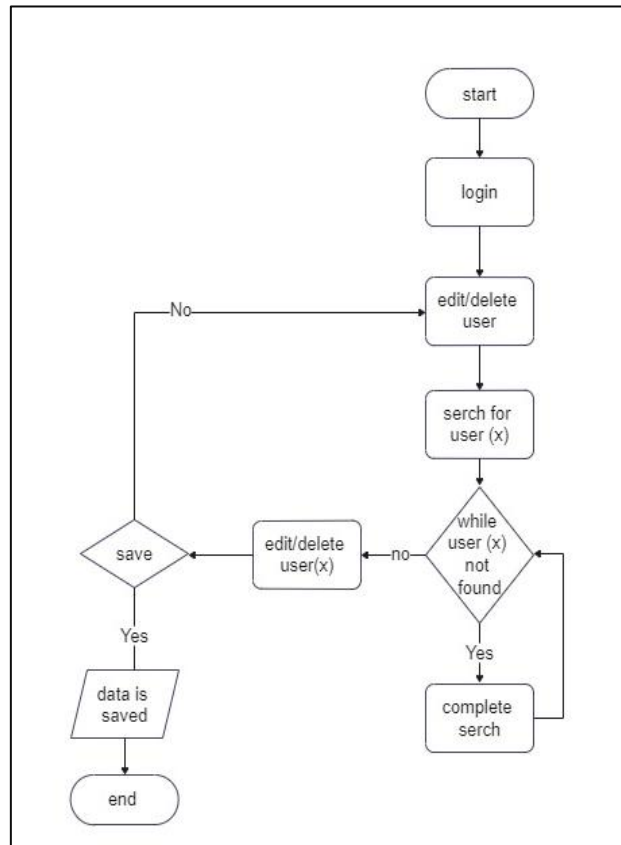 start
login
edit/delete
user
No
serch for
user (x)
while
user (x)
not
found
no
edit/delete
user(x)
save
Yes
Yes
complete
serch
data is
saved
end